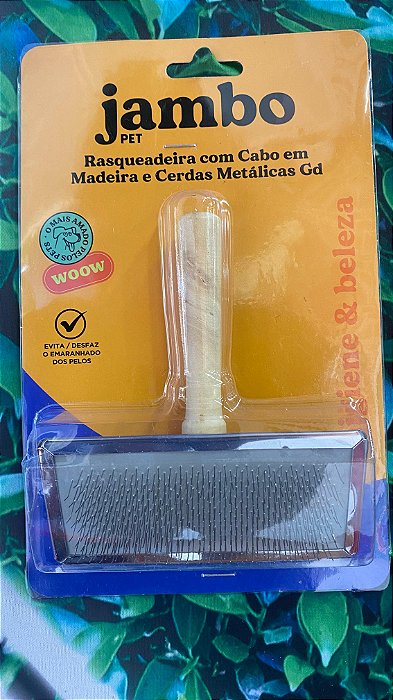 jambo
PET
Rasqueadeira com Cabo em
Madeira e Cerdas Metálicas Gd
O MAIS AMADO PELOS PETS
WOOW
EVITA / DESFAZ
O EMARANHADO
DOS PELOS
higiene & beleza